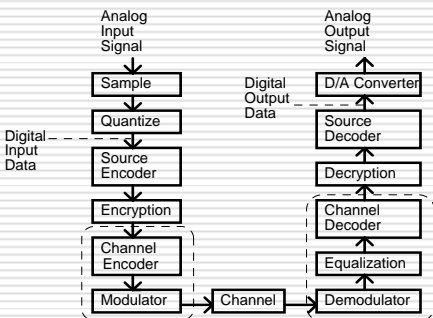 Analog
Input
Signal
Sample
Quantize
Digital
Input
Data
Source
Encoder
Encryption
Channel
Encoder
Modulator
Channel
Demodulator
Equalization
Channel
Decoder
Decryption
Source
Decoder
Digital
Output
Data
D/A Converter
Analog
Output
Signal